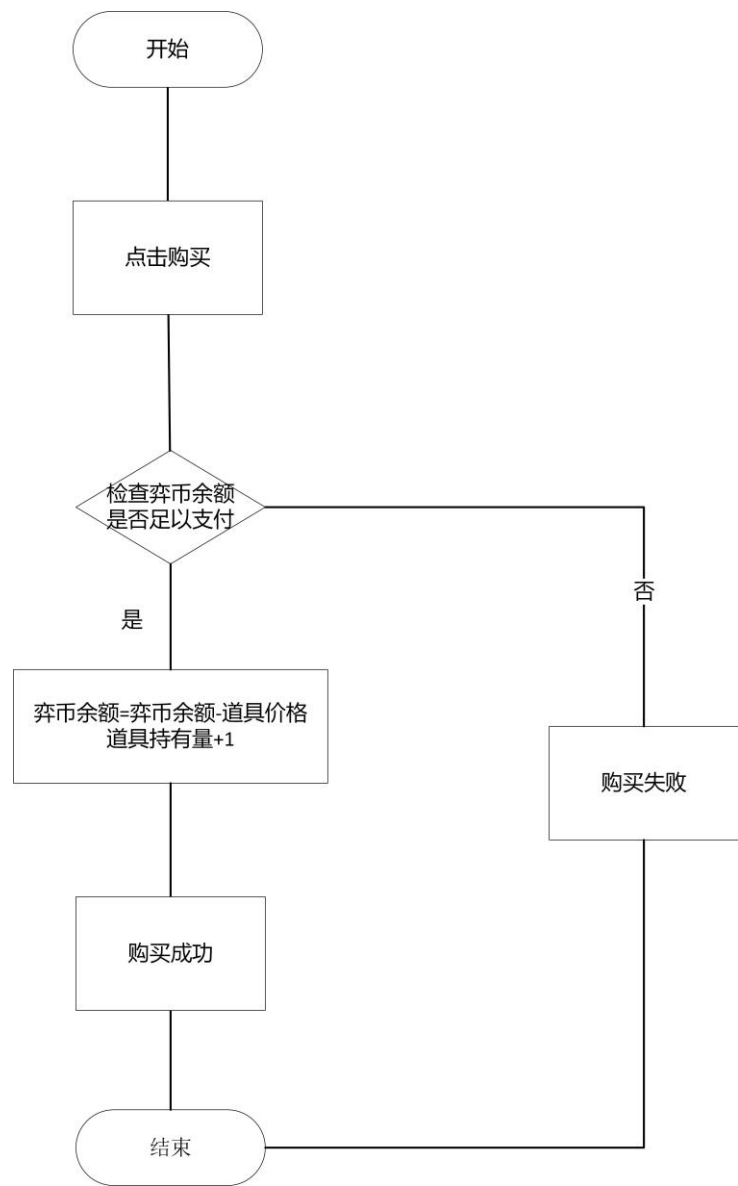 开始
点击购买
检查弈币余额
是否足以支付
否
是
弈币余额=弈币余额-道具价格
道具持有量+1
购买失败
购买成功
结束